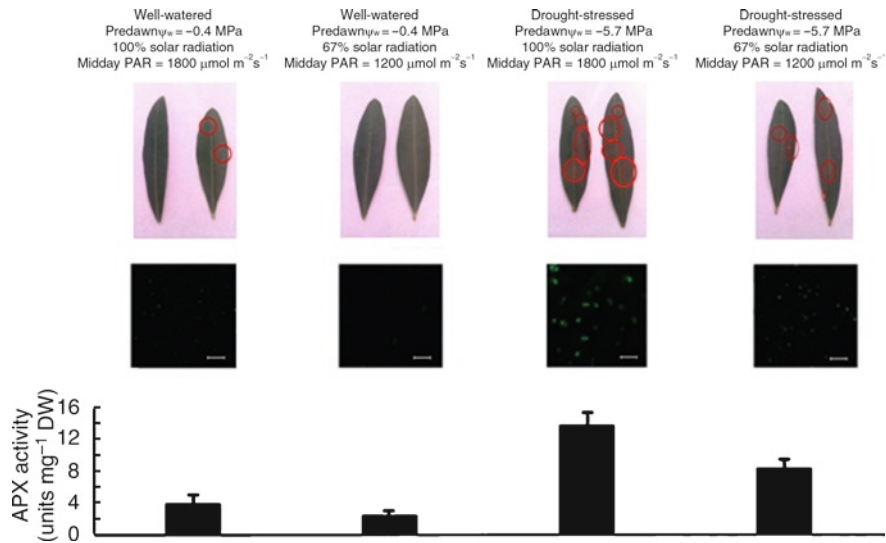 Well-watered
Predawnψw = –0.4 MPa
100% solar radiation
Midday PAR = 1800 μmol m⁻²s⁻¹
Well-watered
Predawnψw = –0.4 MPa
67% solar radiation
Midday PAR = 1200 μmol m⁻²s⁻¹
Drought-stressed
Predawnψw = –5.7 MPa
100% solar radiation
Midday PAR = 1800 μmol m⁻²s⁻¹
Drought-stressed
Predawnψw = –5.7 MPa
67% solar radiation
Midday PAR = 1200 μmol m⁻²s⁻¹
APX activity
(units mg⁻¹ DW)
16
12
8
4
0